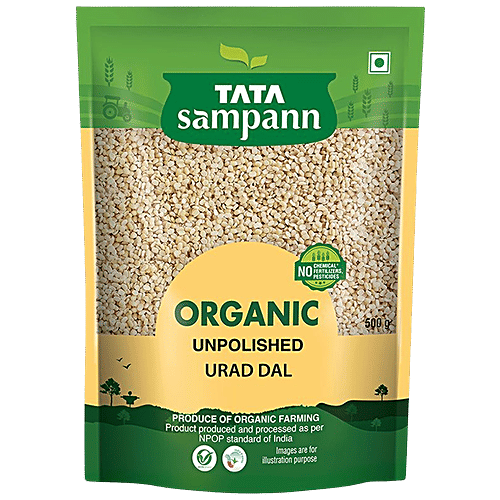 TATA
sampann
NO CHEMICAL*
FERTILIZERS,
PESTICIDES
ORGANIC
500 g
UNPOLISHED
URAD DAL
PRODUCE OF ORGANIC FARMING
Product produced and processed as per
NPOP standard of India
Images are for
illustration purpose